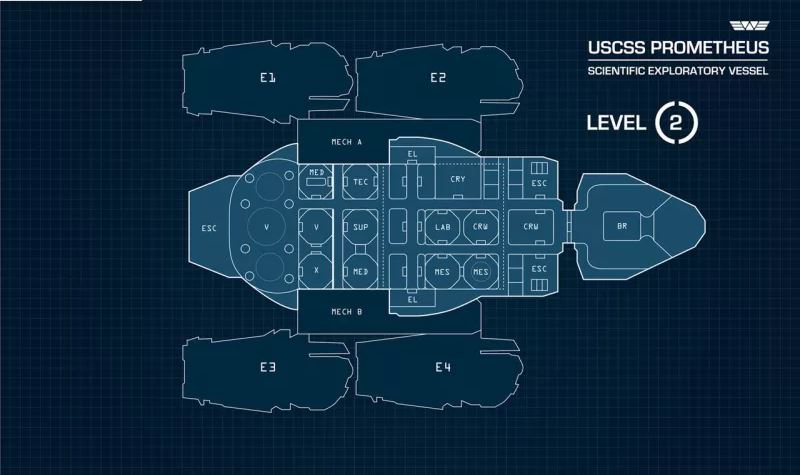 USCSS PROMETHEUS
SCIENTIFIC EXPLORATORY VESSEL
LEVEL 2
E1 E2
MECH A
EL
MED TEC CRY ESC
ESC V V SUP LAB CRW CRW BR
X MED MES MES ESC
EL
MECH B
E3 E4